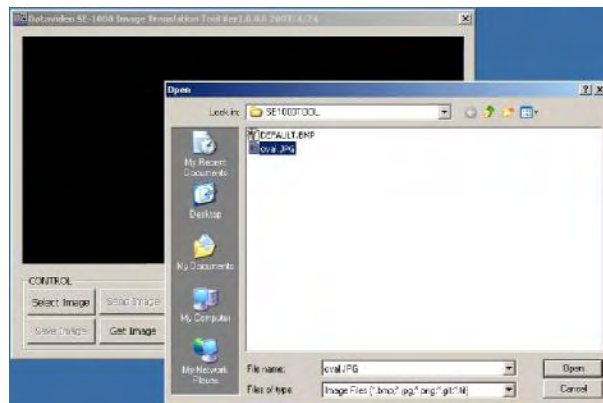 Datavideo SE-1000 Image Translation Tool Ver1.0.0.0 2007/4/24
Open
Look in:
SE1000TOOL
DEFAULT.BMP
oval.JPG
My Recent
Documents
Desktop
My Documents
My Computer
My Network
Places
CONTROL
Select Image
Send Image
Save Image
Get Image
File name:
oval.JPG
Open
Files of type:
Image Files (*.bmp;*.jpg;*.png;*.gif;*.tif)
Cancel